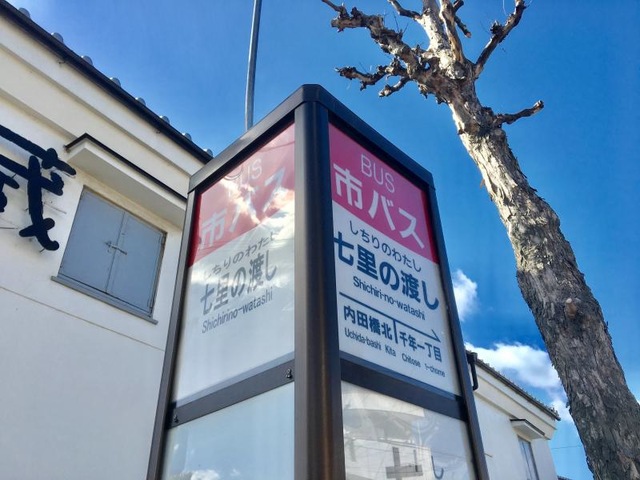 BUS
市バス
しちりのわたし
七里の渡し
Shichirino-watashi
BUS
市バス
しちりのわたし
七里の渡し
Shichiri-no-watashi
内田橋北 千年一丁目
Uchida-bashi Kita Chitose 1-chome